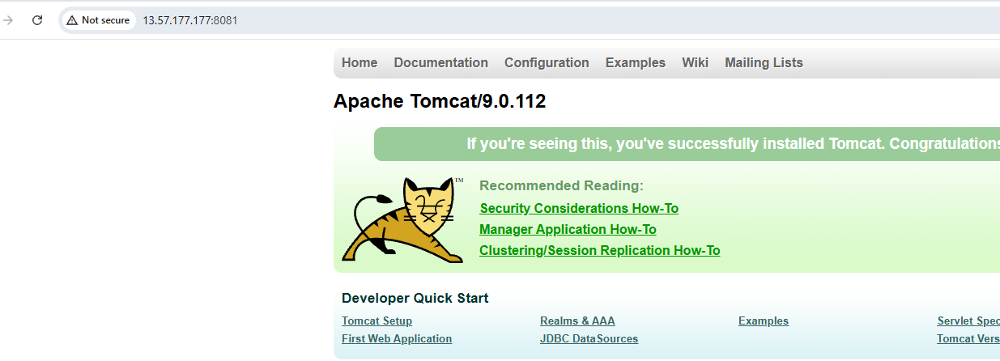 Not secure 13.57.177.177:8081
Home Documentation Configuration Examples Wiki Mailing Lists
Apache Tomcat/9.0.112
If you're seeing this, you've successfully installed Tomcat. Congratulations
TM
Recommended Reading:
Security Considerations How-To
Manager Application How-To
Clustering/Session Replication How-To
Developer Quick Start
Tomcat Setup Realms & AAA Examples Servlet Spec
First Web Application JDBC DataSources Tomcat Vers